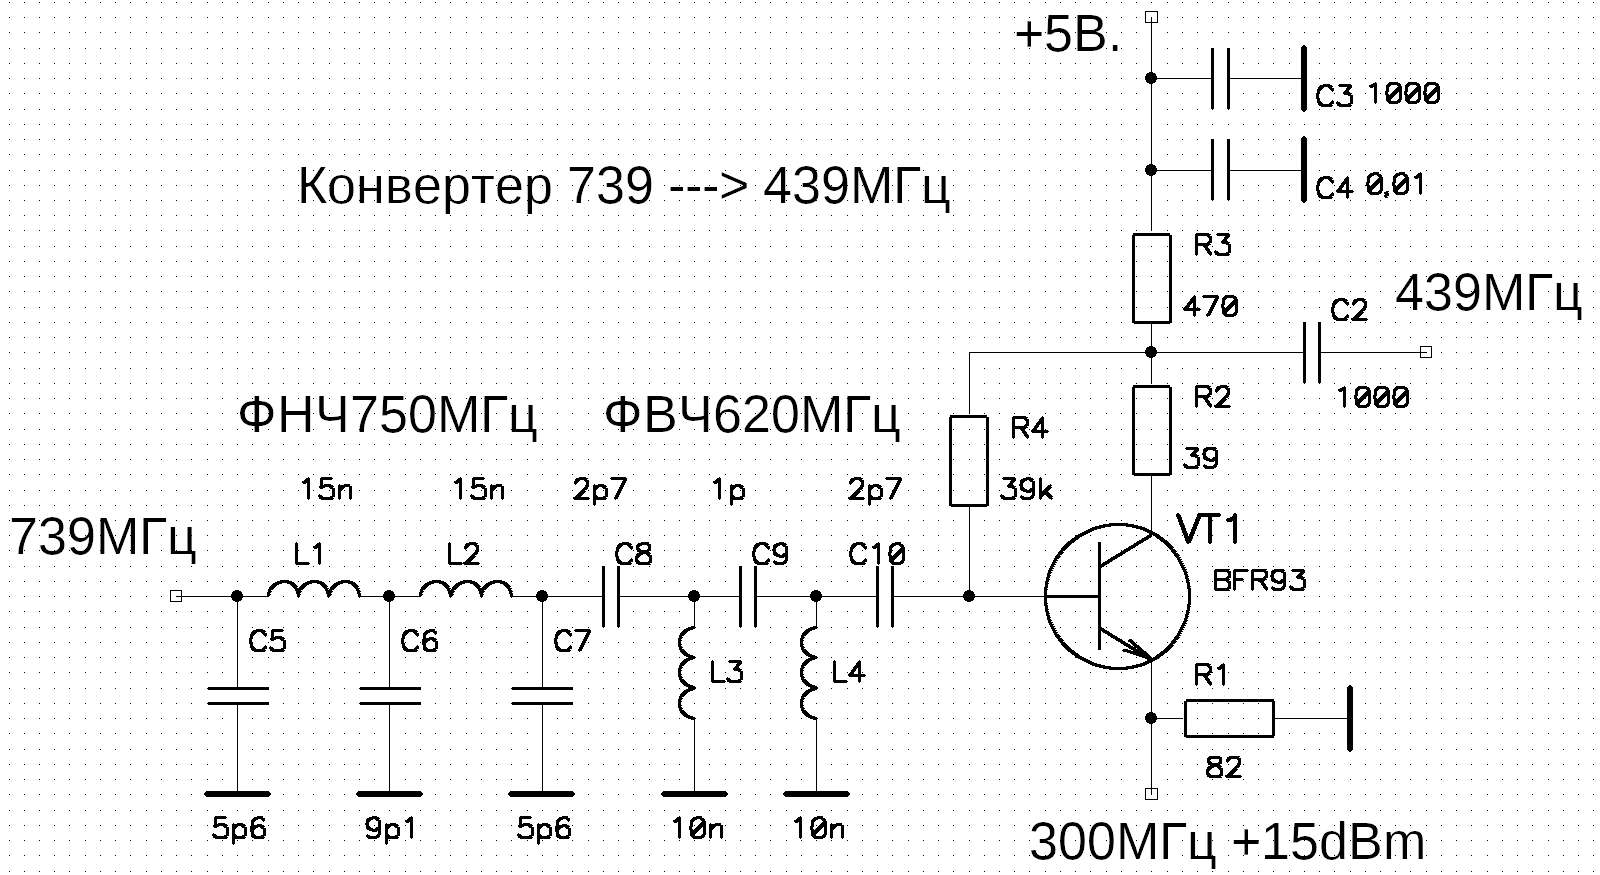 +5В.
C3 1000
C4 0,01
Конвертер 739 ---> 439МГц
R3
470
C2
439МГц
1000
R2
39
ФНЧ750МГц
ФВЧ620МГц
R4
39k
15n
15n
2p7
1p
2p7
739МГц
L1
L2
C8
C9
C10
VT1
BFR93
C5
C6
C7
L3
L4
R1
82
5p6
9p1
5p6
10n
10n
300МГц +15dBm